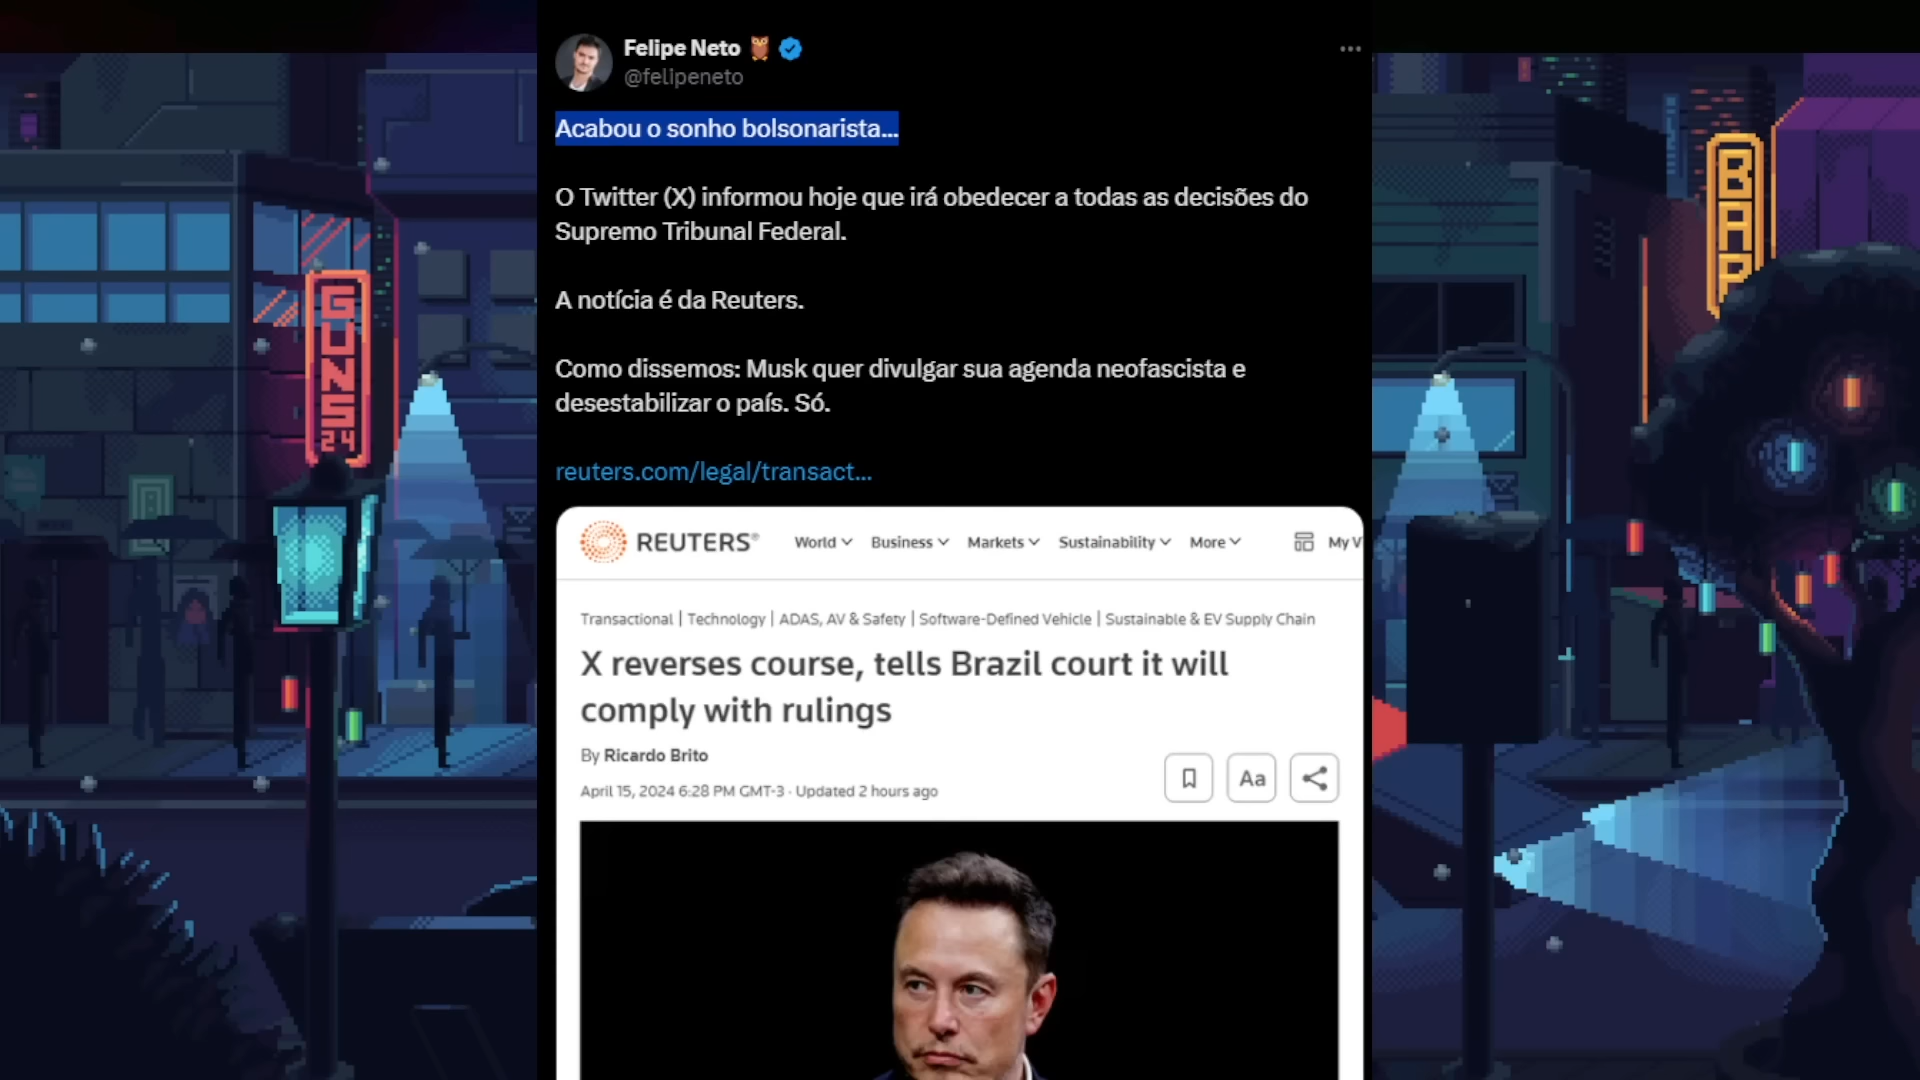 Felipe Neto
@felipeneto
Acabou o sonho bolsonarista...
O Twitter (X) informou hoje que irá obedecer a todas as decisões do
Supremo Tribunal Federal.
A notícia é da Reuters.
Como dissemos: Musk quer divulgar sua agenda neofascista e
desestabilizar o país. Só.
reuters.com/legal/transact...
REUTERS®
World Business Markets Sustainability More My
Transactional | Technology | ADAS, AV & Safety | Software-Defined Vehicle | Sustainable & EV Supply Chain
X reverses course, tells Brazil court it will
comply with rulings
By Ricardo Brito
April 15, 2024 6:28 PM GMT-3 · Updated 2 hours ago
Aa
GUNS
24
BAR